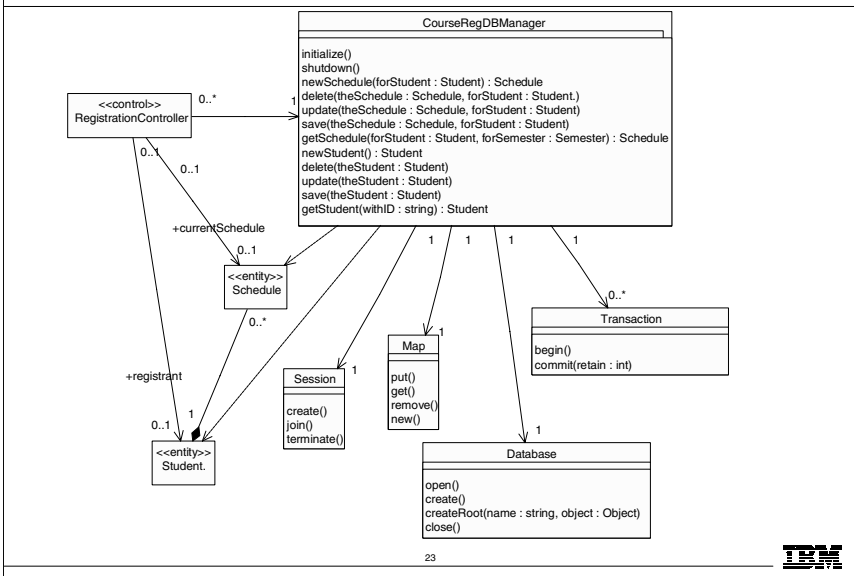 CourseRegDBManager
initialize()
shutdown()
newSchedule(forStudent : Student) : Schedule
delete(theSchedule : Schedule, forStudent : Student.)
update(theSchedule : Schedule, forStudent : Student)
save(theSchedule : Schedule, forStudent : Student)
getSchedule(forStudent : Student, forSemester : Semester) : Schedule
newStudent() : Student
delete(theStudent : Student)
update(theStudent : Student)
save(theStudent : Student)
getStudent(withID : string) : Student
<<control>>
RegistrationController
0..*
1
0..1
0..1
+currentSchedule
0..1
<<entity>>
Schedule
0..*
+registrant
0..1
1
<<entity>>
Student.
1
1
1
1
Session
create()
join()
terminate()
1
Map
put()
get()
remove()
new()
1
0..*
Transaction
begin()
commit(retain : int)
1
Database
open()
create()
createRoot(name : string, object : Object)
close()
23
IBM